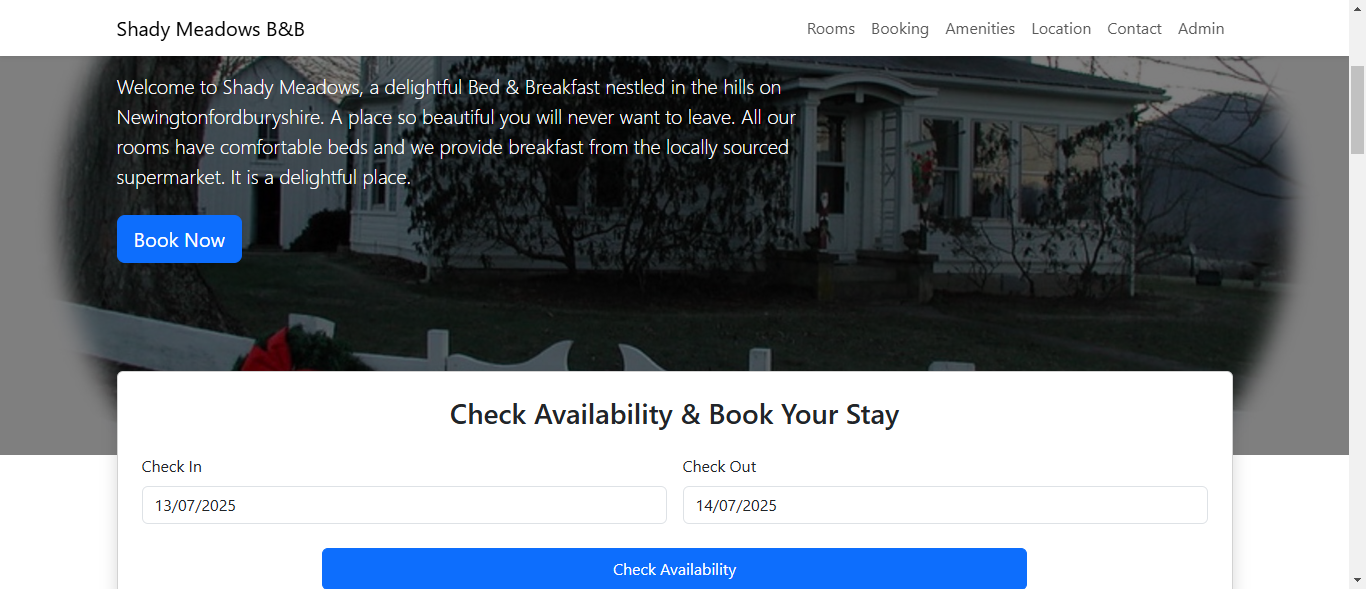 Shady Meadows B&B
Rooms Booking Amenities Location Contact Admin
Welcome to Shady Meadows, a delightful Bed & Breakfast nestled in the hills on
Newingtonfordburyshire. A place so beautiful you will never want to leave. All our
rooms have comfortable beds and we provide breakfast from the locally sourced
supermarket. It is a delightful place.
Book Now
Check Availability & Book Your Stay
Check In Check Out
13/07/2025 14/07/2025
Check Availability